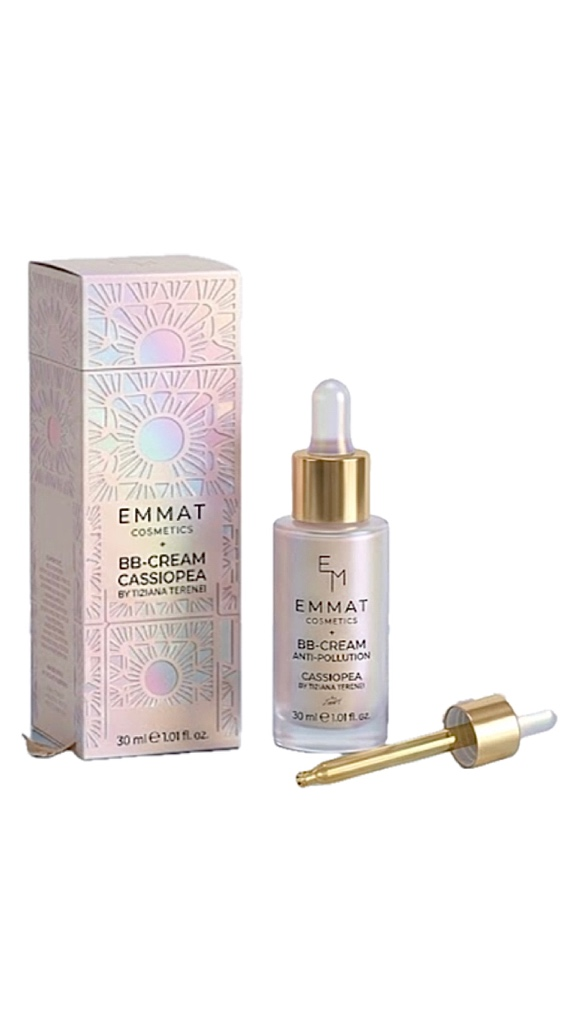 EMMAT
COSMETICS
BB-CREAM
CASSIOPEA
BY TIZIANA TERENZI
30 ml ℮ 1.01 fl. oz.
EM
EMMAT
COSMETICS
+
BB-CREAM
ANTI-POLLUTION
CASSIOPEA
BY TIZIANA TERENZI
30 ml ℮ 1.01 fl. oz.